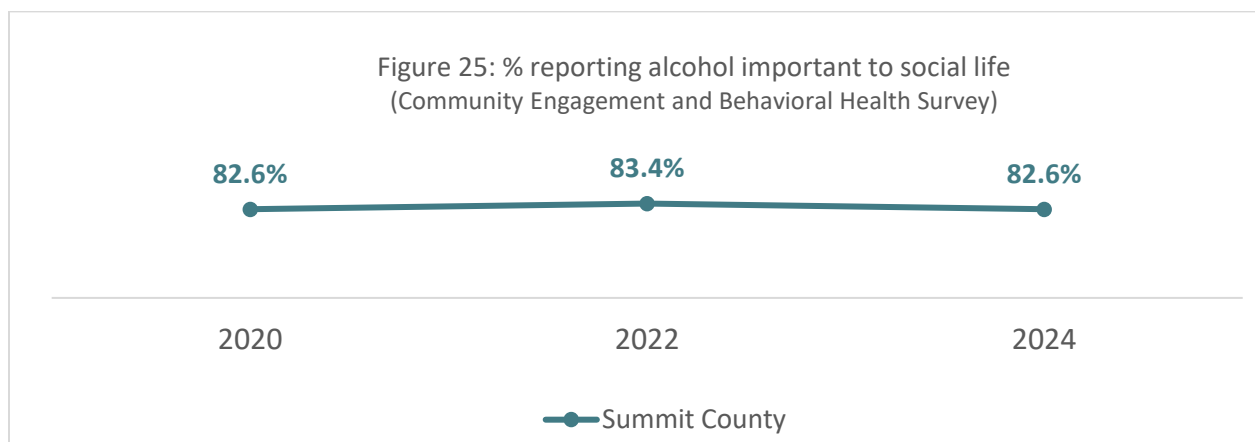 Figure 25: % reporting alcohol important to social life
(Community Engagement and Behavioral Health Survey)
82.6% 83.4% 82.6%
2020 2022 2024
Summit County